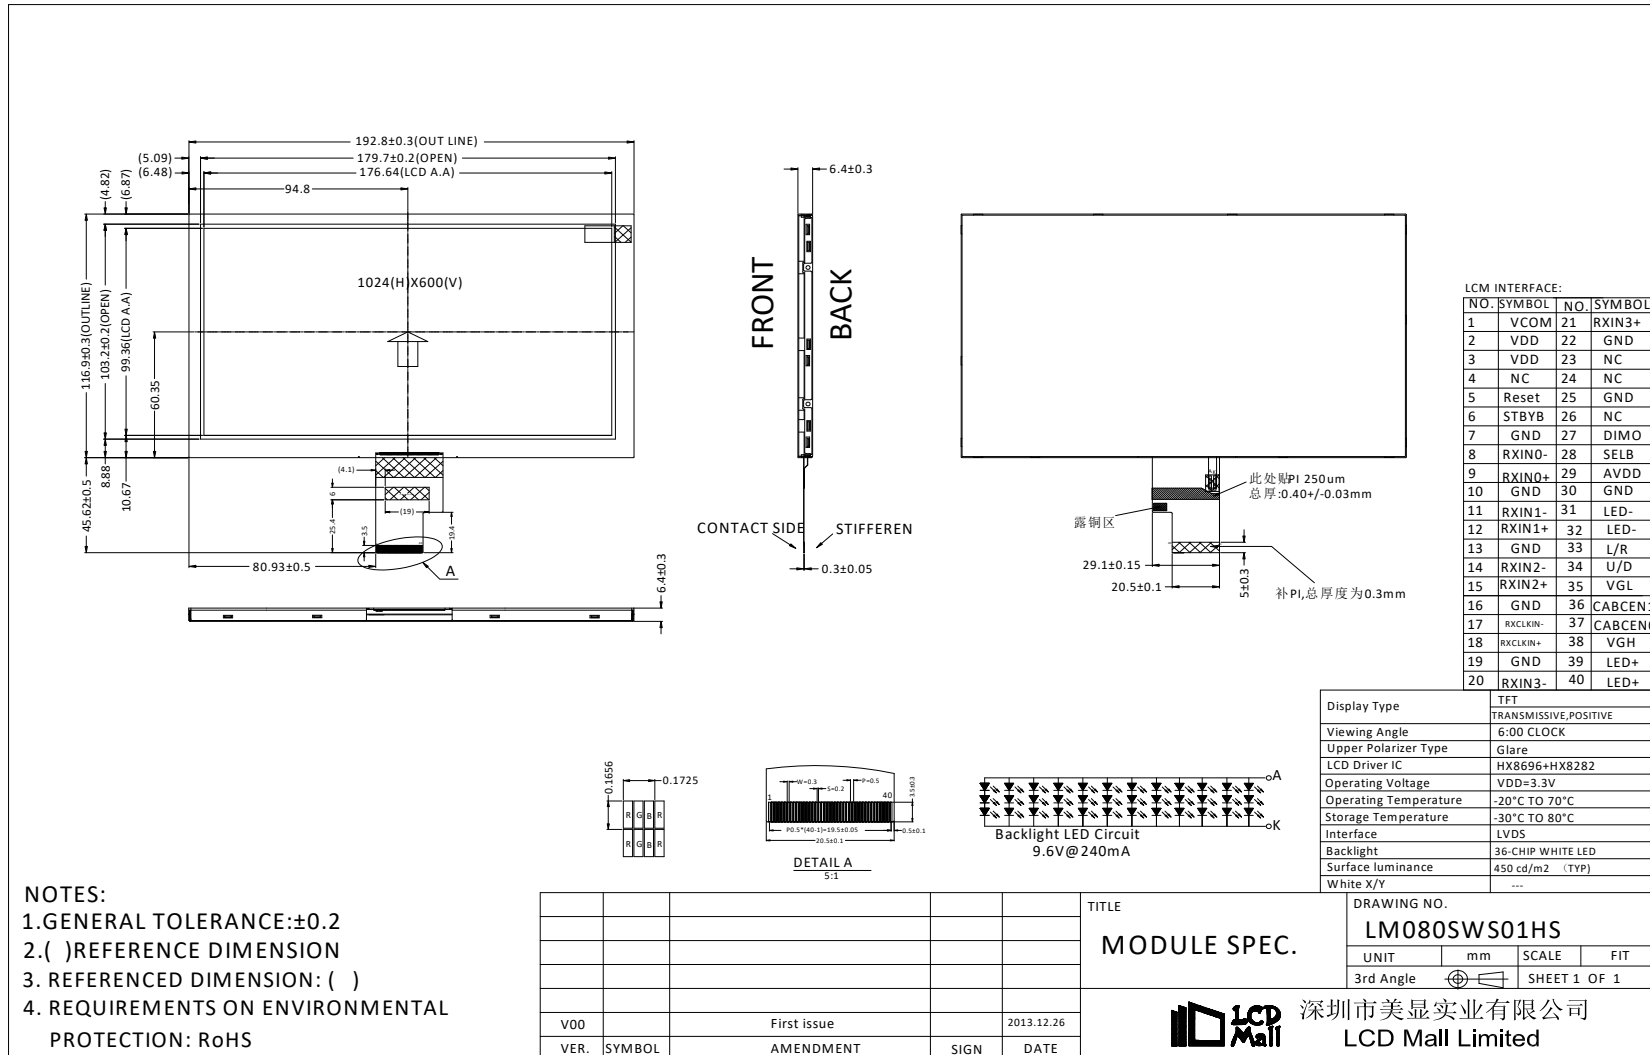 192.8±0.3(OUT LINE)
(5.09)
179.7±0.2(OPEN)
(6.48)
176.64(LCD A.A)
94.8
(4.82)
(6.87)
116.9±0.3(OUTLINE)
103.2±0.2(OPEN)
99.36(LCD A.A)
60.35
1024(H)X600(V)
45.62±0.5
8.88
10.67
(4.1)
6
(19)
25.4
3.5
19.4
80.93±0.5
A
6.4±0.3
6.4±0.3
FRONT
BACK
CONTACT SIDE
STIFFEREN
0.3±0.05
此处贴PI 250um
总厚:0.40+/-0.03mm
露铜区
29.1±0.15
20.5±0.1
5±0.3
补PI,总厚度为0.3mm
LCM INTERFACE:
NO. SYMBOL NO. SYMBOL
1 VCOM 21 RXIN3+
2 VDD 22 GND
3 VDD 23 NC
4 NC 24 NC
5 Reset 25 GND
6 STBYB 26 NC
7 GND 27 DIMO
8 RXIN0- 28 SELB
9 RXIN0+ 29 AVDD
10 GND 30 GND
11 RXIN1- 31 LED-
12 RXIN1+ 32 LED-
13 GND 33 L/R
14 RXIN2- 34 U/D
15 RXIN2+ 35 VGL
16 GND 36 CABCEN1
17 RXCLKIN- 37 CABCEN0
18 RXCLKIN+ 38 VGH
19 GND 39 LED+
20 RXIN3- 40 LED+
Display Type TFT
TRANSMISSIVE,POSITIVE
Viewing Angle 6:00 CLOCK
Upper Polarizer Type Glare
LCD Driver IC HX8696+HX8282
Operating Voltage VDD=3.3V
Operating Temperature -20°C TO 70°C
Storage Temperature -30°C TO 80°C
Interface LVDS
Backlight 36-CHIP WHITE LED
Surface luminance 450 cd/m2 （TYP)
White X/Y ---
0.1656
0.1725
R G B R
R G B R
W=0.3
P=0.5
S=0.2
1
40
3.5±0.3
P0.5*(40-1)=19.5±0.05
0.5±0.1
20.5±0.1
DETAIL A
5:1
A
K
Backlight LED Circuit
9.6V@240mA
NOTES:
1.GENERAL TOLERANCE:±0.2
2.( )REFERENCE DIMENSION
3. REFERENCED DIMENSION: ( )
4. REQUIREMENTS ON ENVIRONMENTAL
PROTECTION: RoHS
V00 First issue 2013.12.26
VER. SYMBOL AMENDMENT SIGN DATE
TITLE
MODULE SPEC.
DRAWING NO.
LM080SWS01HS
UNIT mm SCALE FIT
3rd Angle SHEET 1 OF 1
LCD Mall
深圳市美显实业有限公司
LCD Mall Limited